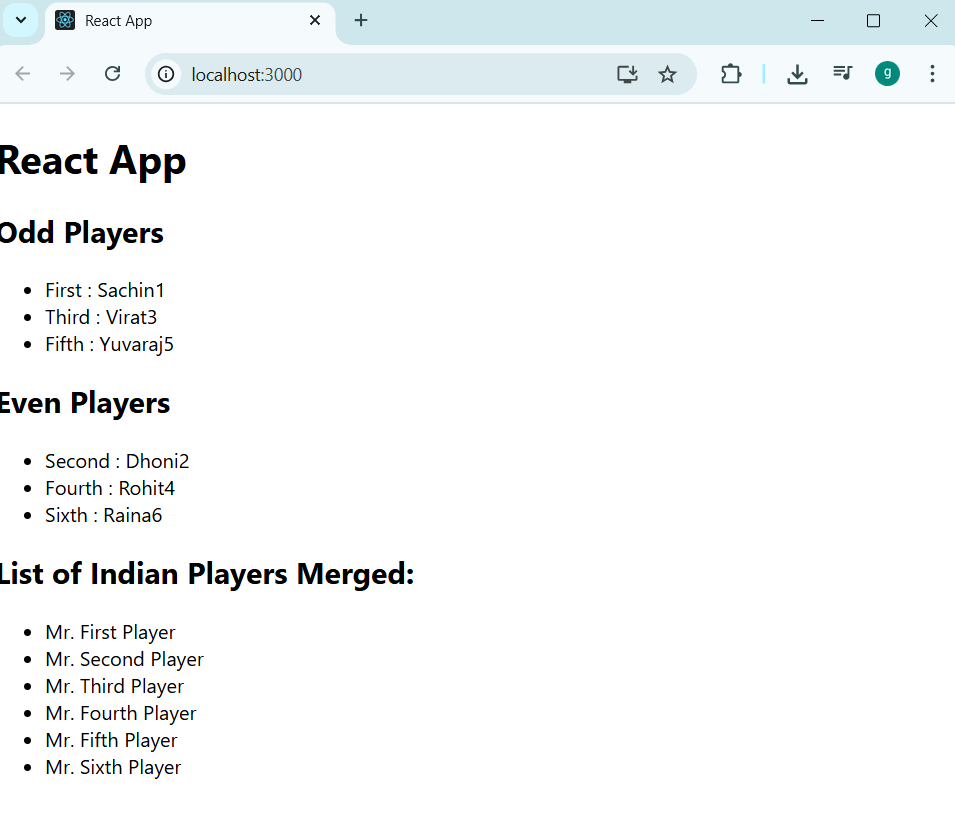 React App
localhost:3000
g
React App
Odd Players
First : Sachin1
Third : Virat3
Fifth : Yuvaraj5
Even Players
Second : Dhoni2
Fourth : Rohit4
Sixth : Raina6
List of Indian Players Merged:
Mr. First Player
Mr. Second Player
Mr. Third Player
Mr. Fourth Player
Mr. Fifth Player
Mr. Sixth Player